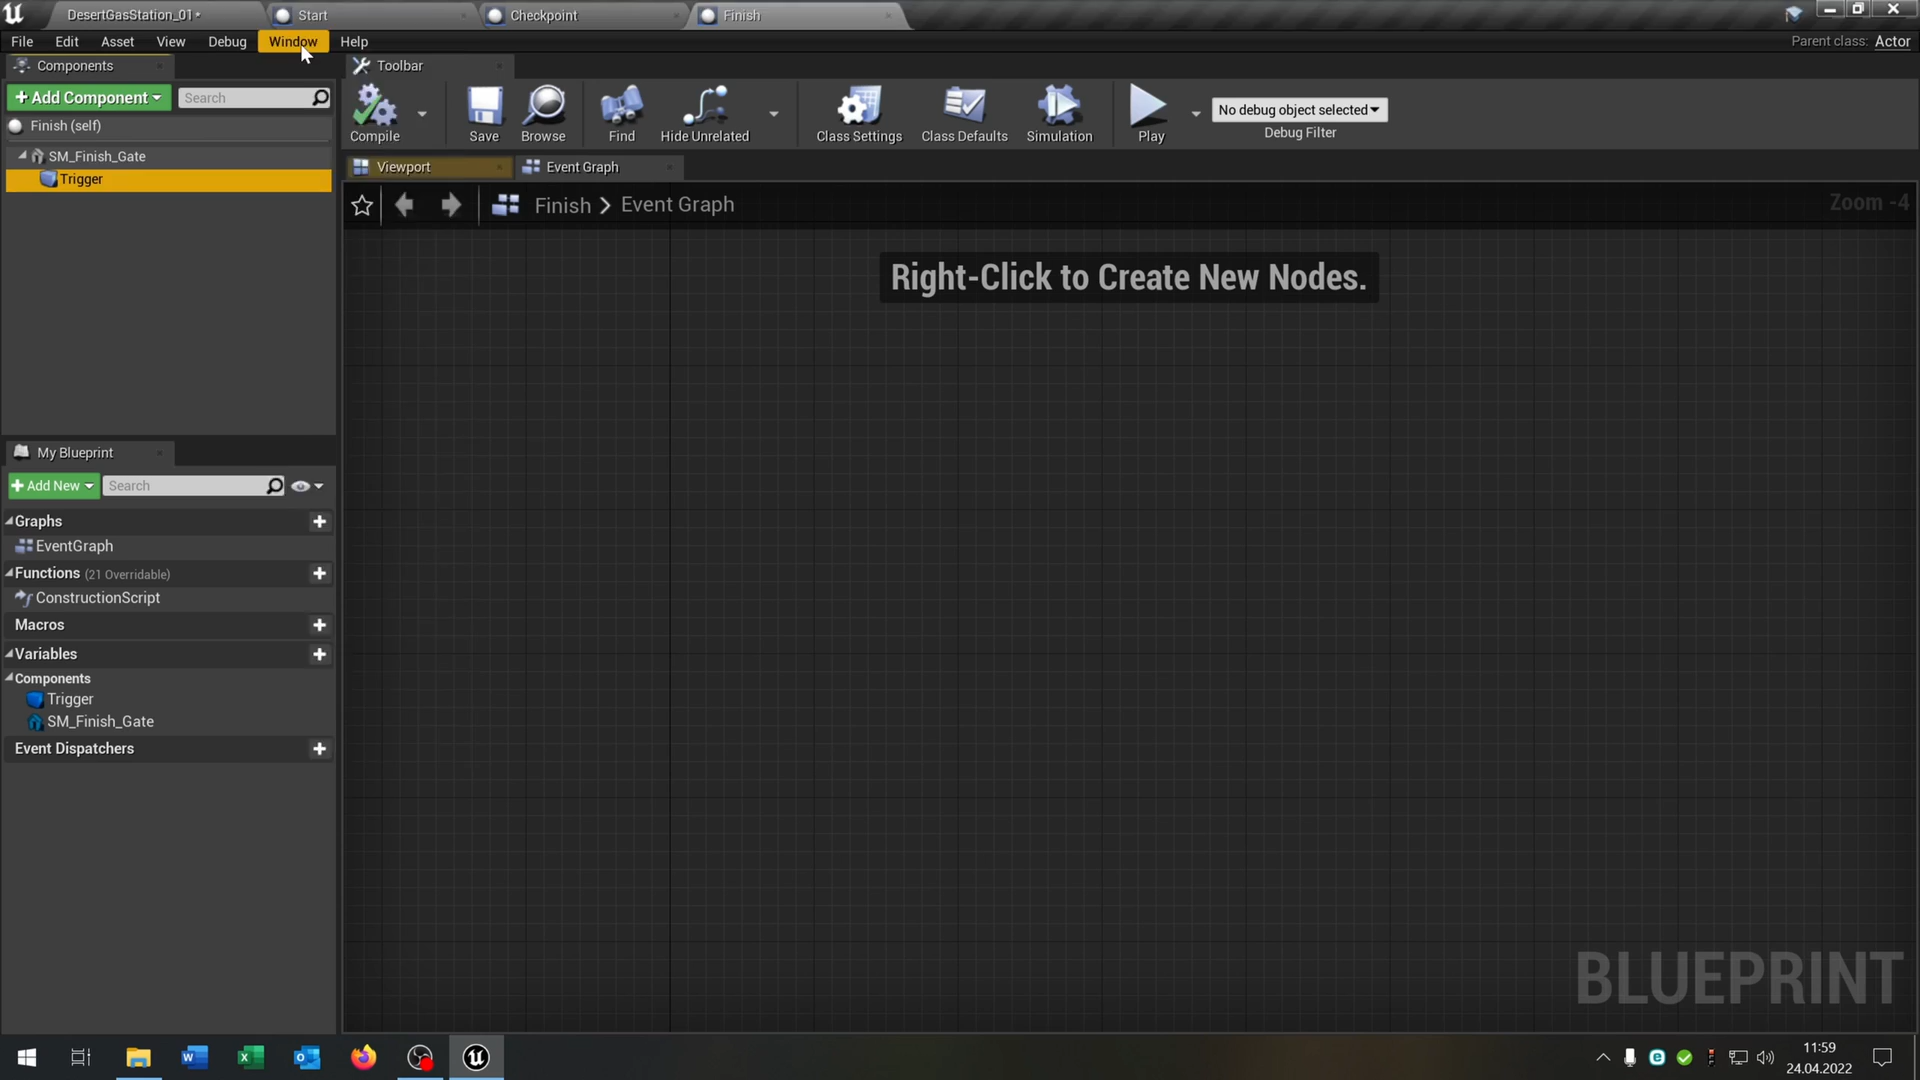 DesertGasStation_01*
Start
Checkpoint
Finish
File Edit Asset View Debug Window Help
Parent class: Actor
Components
Toolbar
+ Add Component
Search
Finish (self)
SM_Finish_Gate
Trigger
Compile
Save
Browse
Find
Hide Unrelated
Class Settings
Class Defaults
Simulation
Play
No debug object selected
Debug Filter
Viewport
Event Graph
Finish > Event Graph
Zoom -4
Right-Click to Create New Nodes.
My Blueprint
+ Add New
Search
Graphs
EventGraph
Functions (21 Overridable)
ConstructionScript
Macros
Variables
Components
Trigger
SM_Finish_Gate
Event Dispatchers
BLUEPRINT
11:59
24.04.2022